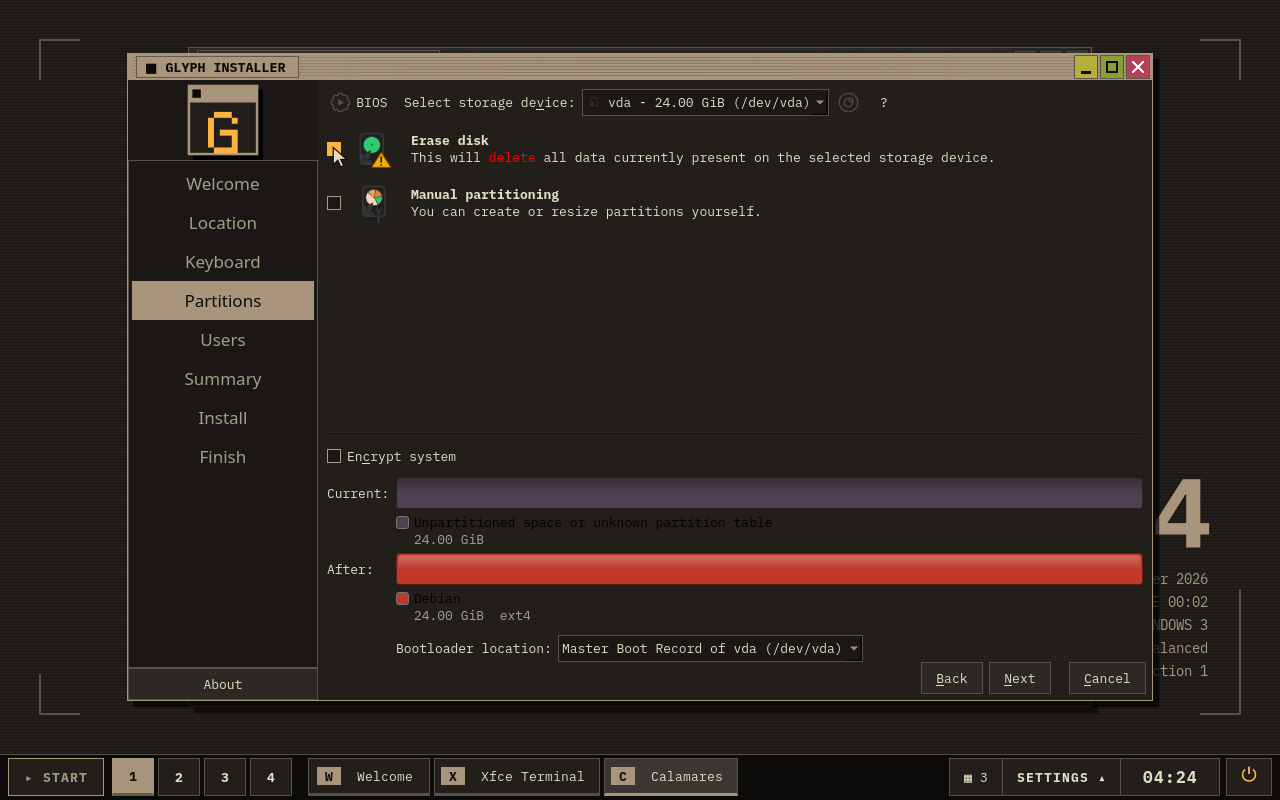 GLYPH INSTALLER
G
Welcome
Location
Keyboard
Partitions
Users
Summary
Install
Finish
About
BIOS Select storage device: vda - 24.00 GiB (/dev/vda) ?
Erase disk
This will delete all data currently present on the selected storage device.
Manual partitioning
You can create or resize partitions yourself.
Encrypt system
Current:
Unpartitioned space or unknown partition table
24.00 GiB
After:
Debian
24.00 GiB ext4
Bootloader location: Master Boot Record of vda (/dev/vda)
Back Next Cancel
4
2026
00:02
3
1
▸ START 1 2 3 4 W Welcome X Xfce Terminal C Calamares ▦ 3 SETTINGS ▴ 04:24